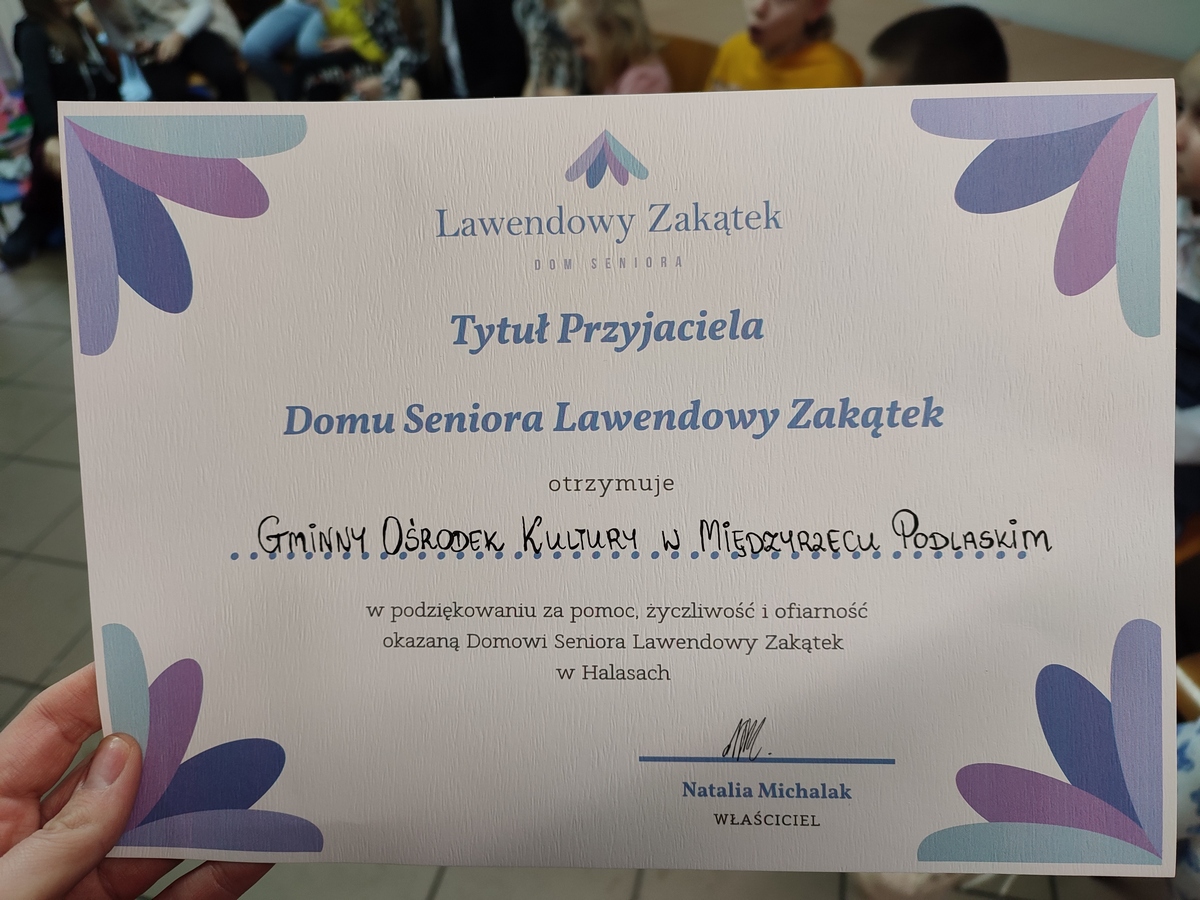 Lawendowy Zakątek
DOM SENIORA
Tytuł Przyjaciela
Domu Seniora Lawendowy Zakątek
otrzymuje
Gminny Ośrodek Kultury w Międzyrzecu Podlaskim
w podziękowaniu za pomoc, życzliwość i ofiarność
okazaną Domowi Seniora Lawendowy Zakątek
w Halasach
Natalia Michalak
WŁAŚCICIEL